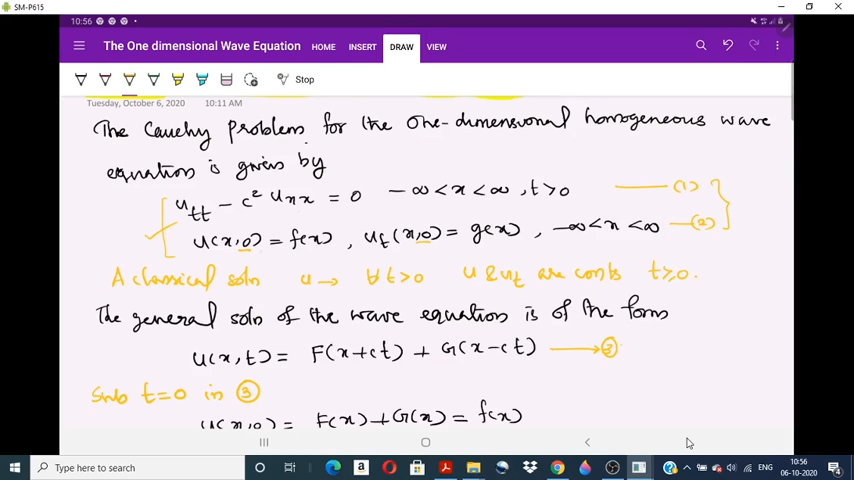 SM-P615
10:56
The One dimensional Wave Equation HOME INSERT DRAW VIEW
Stop
Tuesday, October 6, 2020 10:11 AM
The Cauchy problem for the one-dimensional homogeneous wave
equation is given by
u_tt - c² u_xx = 0 -∞ < x < ∞, t > 0 —— (1)
u(x,0) = f(x), u_t(x,0) = g(x), -∞ < x < ∞ — (2)
A classical soln u → ∀ t>0 u & u_t are conts t ≥ 0.
The general soln of the wave equation is of the form
u(x,t) = F(x+ct) + G(x-ct) → ③
Sub t=0 in ③
u(x,0) = F(x) + G(x) = f(x)
Type here to search
ENG
10:56
06-10-2020